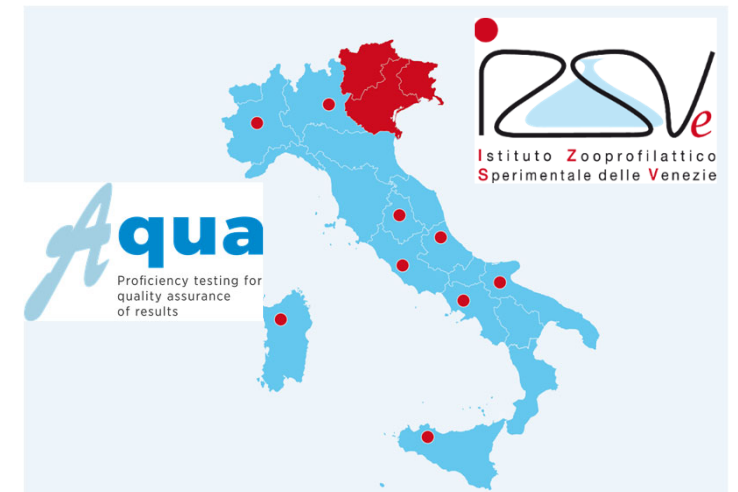 IZSVe
Istituto Zooprofilattico
Sperimentale delle Venezie
Aqua
Proficiency testing for
quality assurance
of results